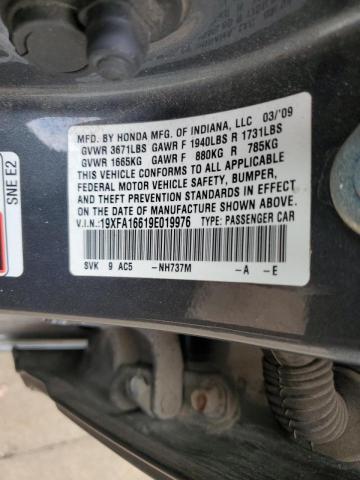 MFD. BY HONDA MFG. OF INDIANA, LLC 03/'09
GVWR 3671LBS GAWR F 1940LBS R 1731LBS
GVWR 1665KG GAWR F 880KG R 785KG
THIS VEHICLE CONFORMS TO ALL APPLICABLE
FEDERAL MOTOR VEHICLE SAFETY, BUMPER,
AND THEFT PREVENTION STANDARDS IN EFFECT
ON THE DATE OF MANUFACTURE SHOWN ABOVE.
V.I.N.:19XFA16619E019976 TYPE: PASSENGER CAR
SVK 9 AC5 -NH737M -A -E
SNE E2